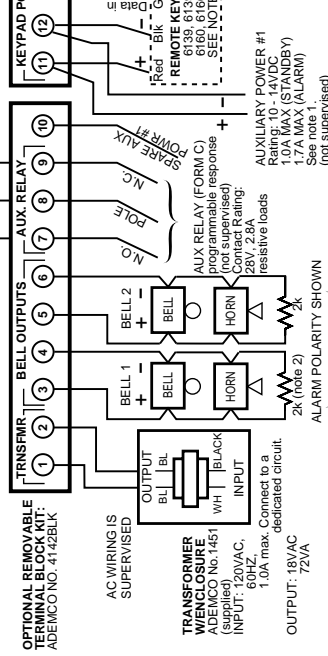 OPTIONAL REMOVABLE
TERMINAL BLOCK KIT:
ADEMCO NO. 4142BLK
TRNSFMR
BELL OUTPUTS
AUX. RELAY
KEYPAD
1
2
3
4
5
6
7
8
9
10
11
12
AC WIRING IS
SUPERVISED
TRANSFORMER
W/ENCLOSURE
ADEMCO No.1451
(supplied)
INPUT: 120VAC,
60HZ,
1.0A max. Connect to a
dedicated circuit.
OUTPUT: 18VAC
72VA
OUTPUT
BL
BL
WH
BLACK
INPUT
BELL 1
+ –
BELL
HORN
2k (note 2)
BELL 2
+ –
BELL
HORN
2k
ALARM POLARITY SHOWN
N.O.
POLE
N.C.
SPARE AUX
POWR #1
AUX RELAY (FORM C)
programmable response
(not supervised)
Contact Rating:
28V, 2.8A
resistive loads
+ –
Red
Blk
Data in
REMOTE KEY
SEE NOTE
+ –
AUXILIARY POWER #1
Rating: 10 - 14VDC
1.0A MAX (STANDBY)
1.7A MAX (ALARM)
See note 1.
(not supervised)